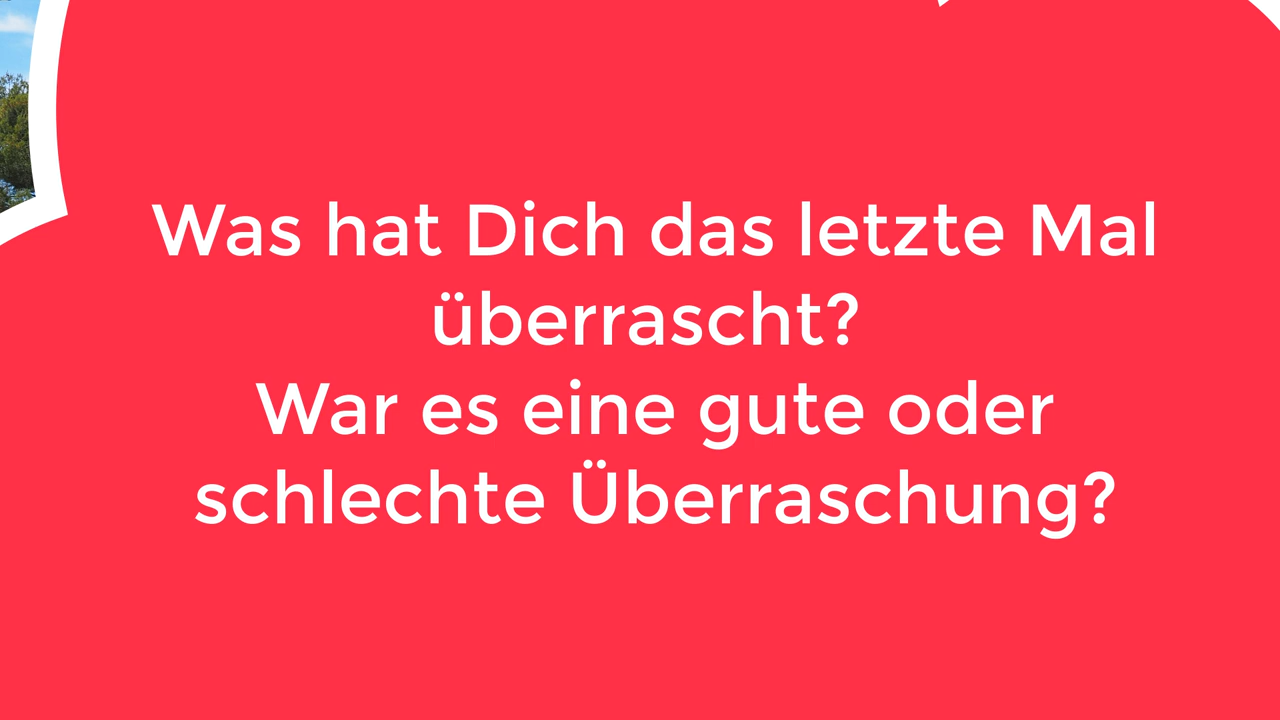 Was hat Dich das letzte Mal
überrascht?
War es eine gute oder
schlechte Überraschung?